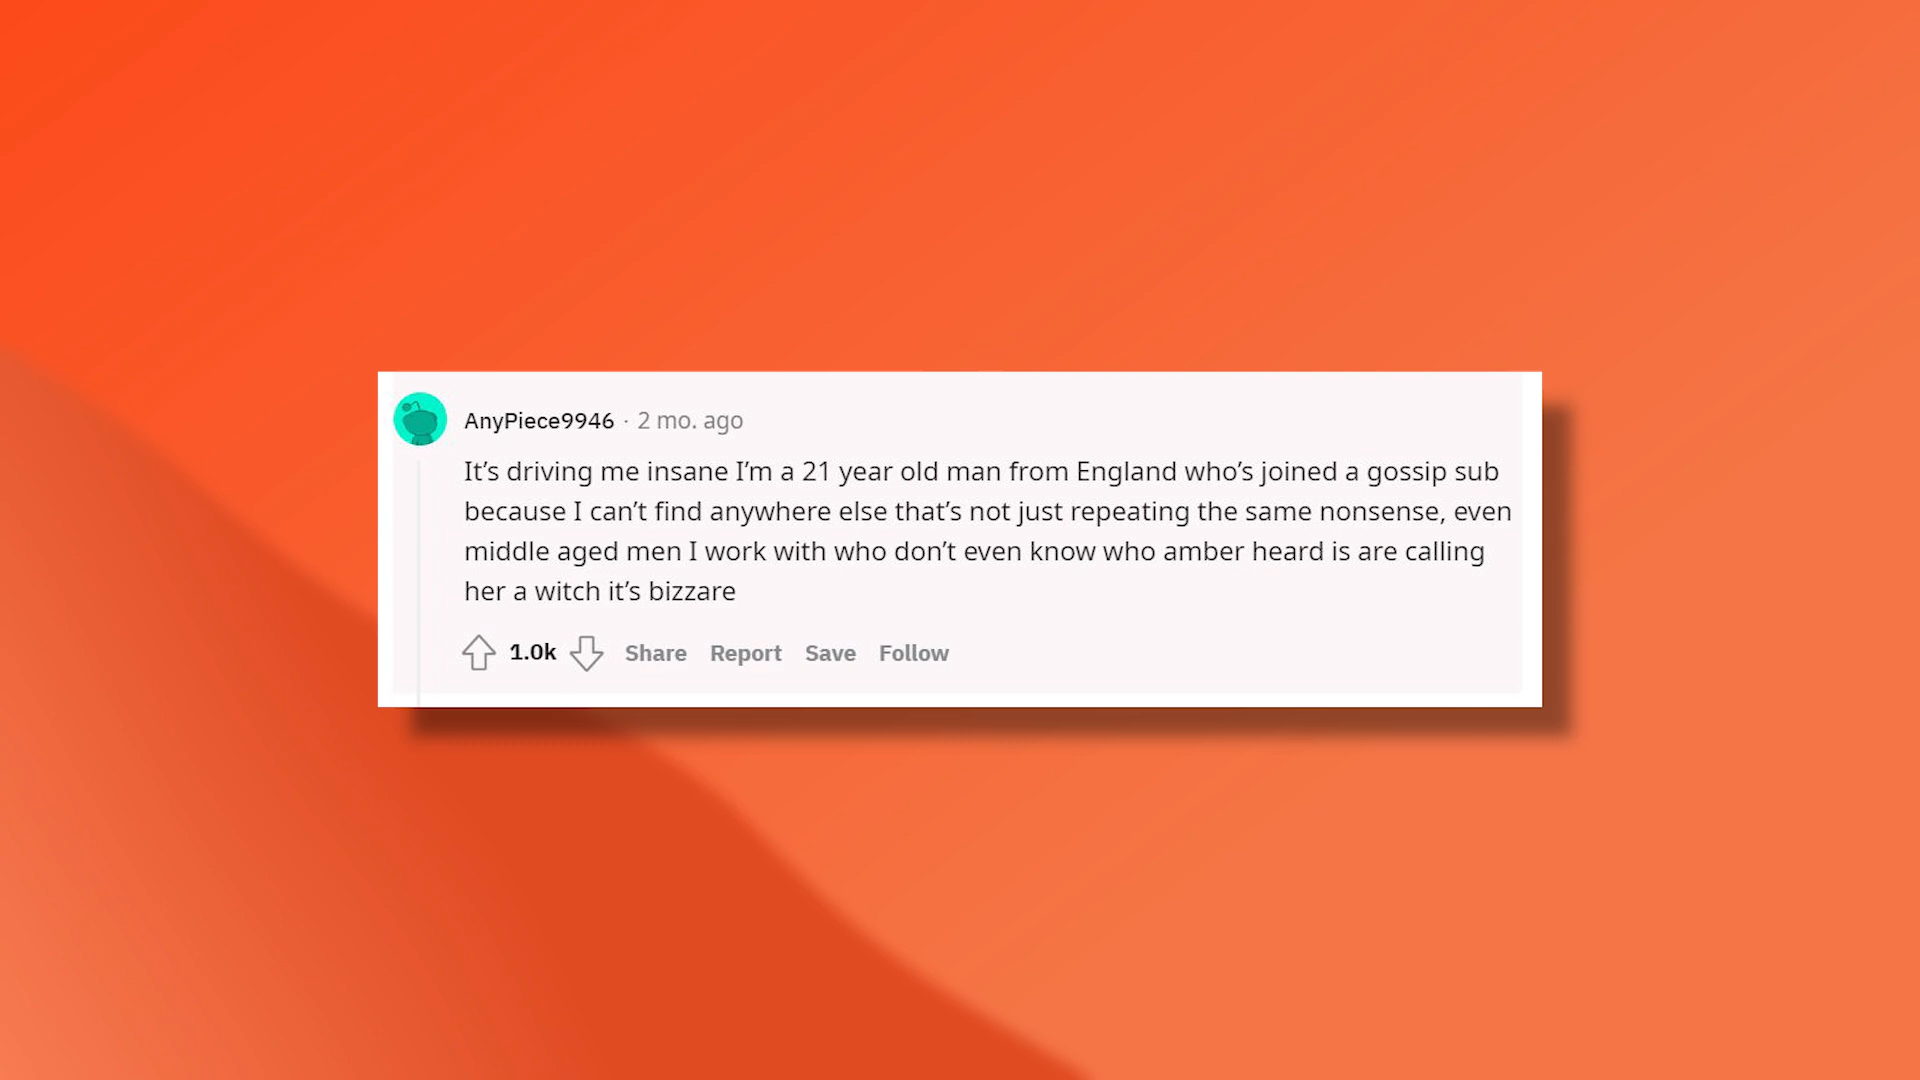 AnyPiece9946 · 2 mo. ago
It’s driving me insane I’m a 21 year old man from England who’s joined a gossip sub
because I can’t find anywhere else that’s not just repeating the same nonsense, even
middle aged men I work with who don’t even know who amber heard is are calling
her a witch it’s bizzare
1.0k Share Report Save Follow